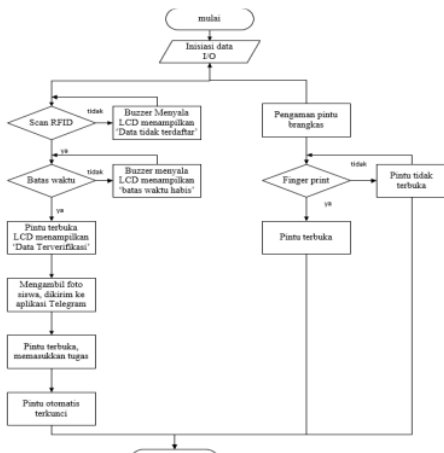 mulai
Inisiasi data
I/O
Scan RFID
tidak
Buzzer Menyala
LCD menampilkan
'Data tidak terdaftar'
ya
Batas waktu
tidak
Buzzer menyala
LCD menampilkan
'batas waktu habis'
ya
Pintu terbuka
LCD menampilkan
'Data Terverifikasi'
Mengambil foto
siswa, dikirim ke
aplikasi Telegram
Pintu terbuka,
memasukkan tugas
Pintu otomatis
terkunci
Pengaman pintu
brangkas
Finger print
tidak
Pintu tidak
terbuka
ya
Pintu terbuka